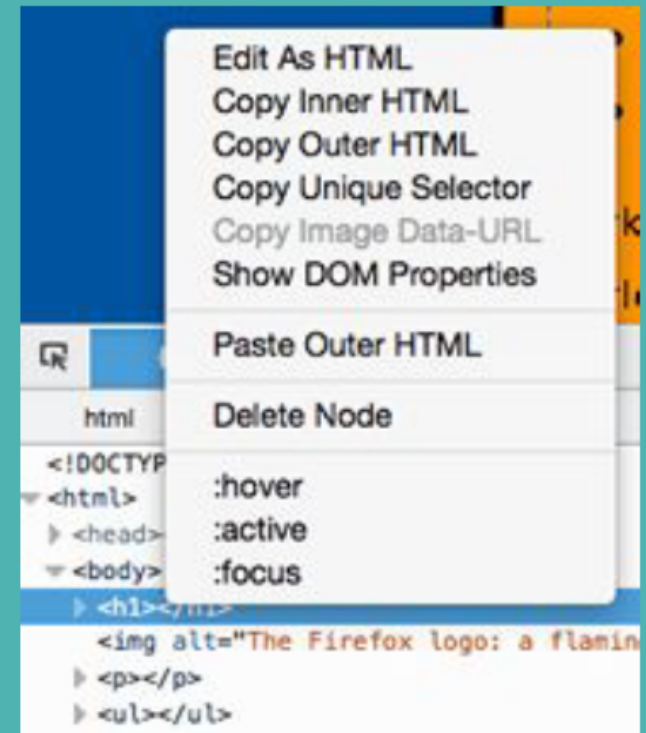 Edit As HTML
Copy Inner HTML
Copy Outer HTML
Copy Unique Selector
Copy Image Data-URL
Show DOM Properties
Paste Outer HTML
Delete Node
:hover
:active
:focus
html
<!DOCTYP
<html>
<head>
<body>
<h1></h1>
<img alt="The Firefox logo: a flamin
<p></p>
<ul></ul>